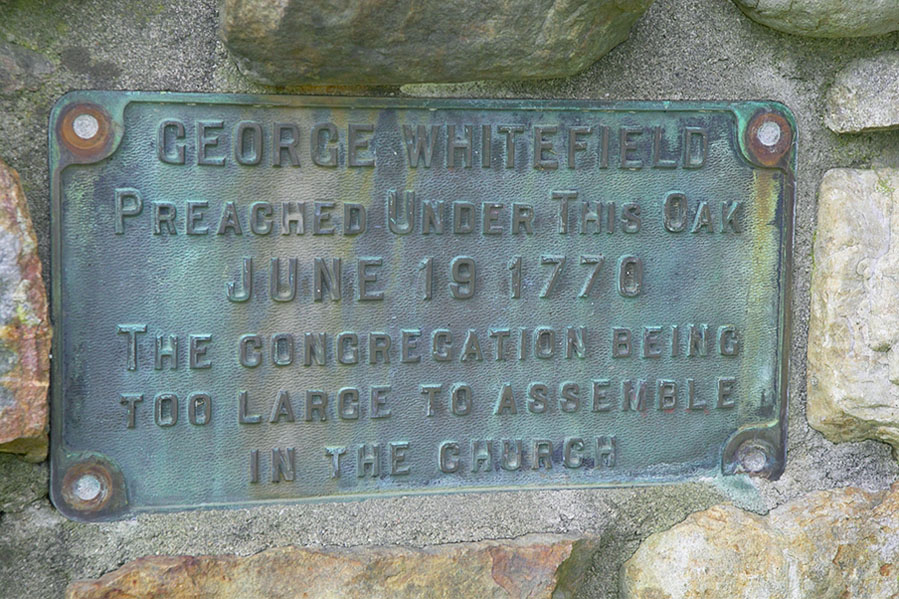 GEORGE WHITEFIELD
PREACHED UNDER THIS OAK
JUNE 19 1770
THE CONGREGATION BEING
TOO LARGE TO ASSEMBLE
IN THE CHURCH